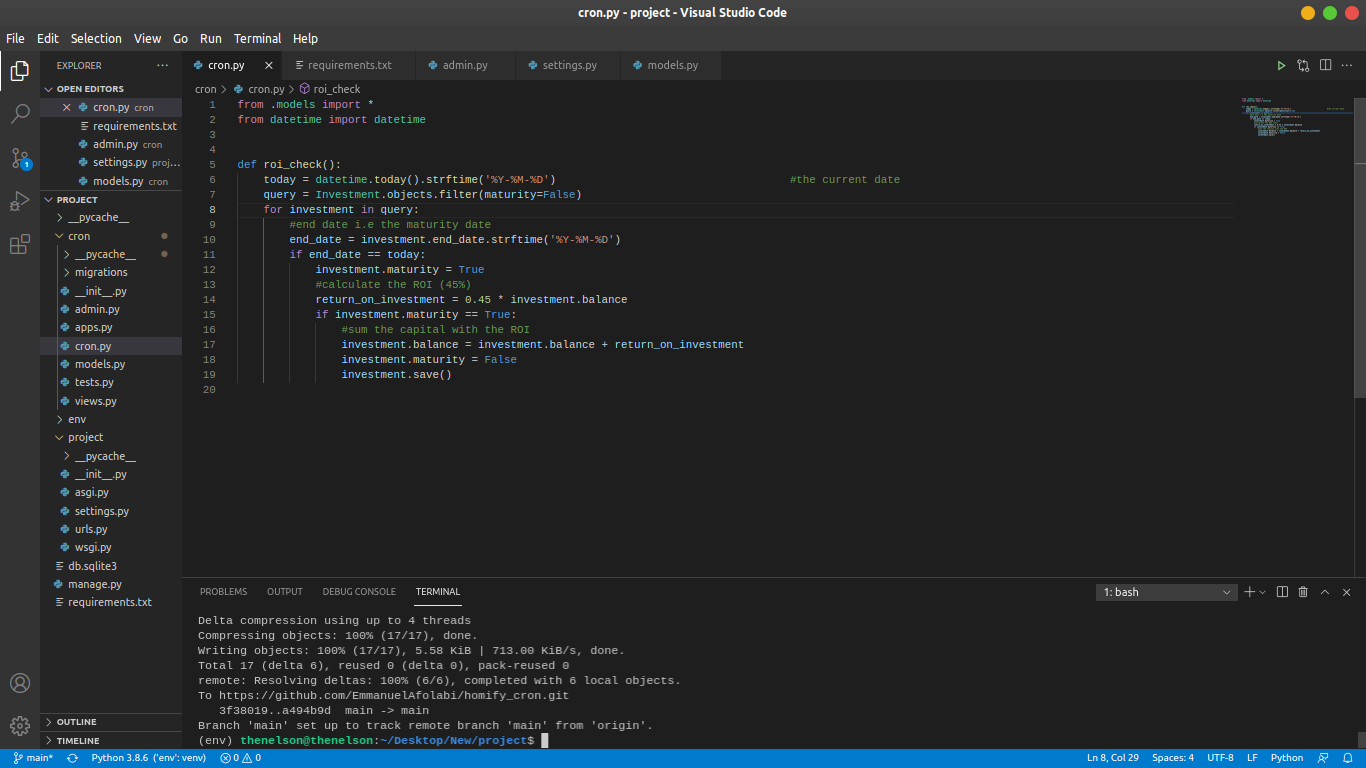 cron.py - project - Visual Studio Code
File Edit Selection View Go Run Terminal Help
EXPLORER ···
cron.py requirements.txt admin.py settings.py models.py
OPEN EDITORS
cron.py cron
requirements.txt
admin.py cron
settings.py proj...
models.py cron
1
PROJECT
__pycache__
cron
__pycache__
migrations
__init__.py
admin.py
apps.py
cron.py
models.py
tests.py
views.py
env
project
__pycache__
__init__.py
asgi.py
settings.py
urls.py
wsgi.py
db.sqlite3
manage.py
requirements.txt
OUTLINE
TIMELINE
cron > cron.py > roi_check
1 from .models import *
2 from datetime import datetime
3
4
5 def roi_check():
6 today = datetime.today().strftime('%Y-%M-%D') #the current date
7 query = Investment.objects.filter(maturity=False)
8 for investment in query:
9 #end date i.e the maturity date
10 end_date = investment.end_date.strftime('%Y-%M-%D')
11 if end_date == today:
12 investment.maturity = True
13 #calculate the ROI (45%)
14 return_on_investment = 0.45 * investment.balance
15 if investment.maturity == True:
16 #sum the capital with the ROI
17 investment.balance = investment.balance + return_on_investment
18 investment.maturity = False
19 investment.save()
20
PROBLEMS OUTPUT DEBUG CONSOLE TERMINAL 1: bash
Delta compression using up to 4 threads
Compressing objects: 100% (17/17), done.
Writing objects: 100% (17/17), 5.58 KiB | 713.00 KiB/s, done.
Total 17 (delta 6), reused 0 (delta 0), pack-reused 0
remote: Resolving deltas: 100% (6/6), completed with 6 local objects.
To https://github.com/EmmanuelAfolabi/homify_cron.git
3f38019..a494b9d main -> main
Branch 'main' set up to track remote branch 'main' from 'origin'.
(env) thenelson@thenelson:~/Desktop/New/project$
main* Python 3.8.6 ('env': venv) 0 0 Ln 8, Col 29 Spaces: 4 UTF-8 LF Python